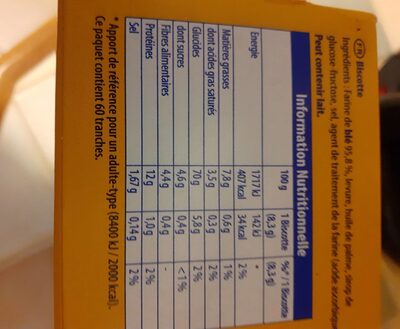 FR Biscotte
Ingrédients : Farine de blé 95,8 %, levure, huile de palme, sirop de
glucose-fructose, sel, agent de traitement de la farine (acide ascorbique
Peut contenir lait.
Information Nutritionnelle
100 g 1 Biscotte (8,3 g) %* / 1 Biscotte (8,3 g)
Energie 1717 kJ 142 kJ *
407 kcal 34 kcal 2 %
Matières grasses 7,8 g 0,6 g 1 %
dont acides gras saturés 3,5 g 0,3 g 2 %
Glucides 70 g 5,8 g 2 %
dont sucres 4,6 g 0,4 g <1 %
Fibres alimentaires 4,4 g 0,4 g -
Protéines 12 g 1,0 g 2 %
Sel 1,67 g 0,14 g 2 %
* Apport de référence pour un adulte-type (8400 kJ / 2000 kcal).
Ce paquet contient 60 tranches.